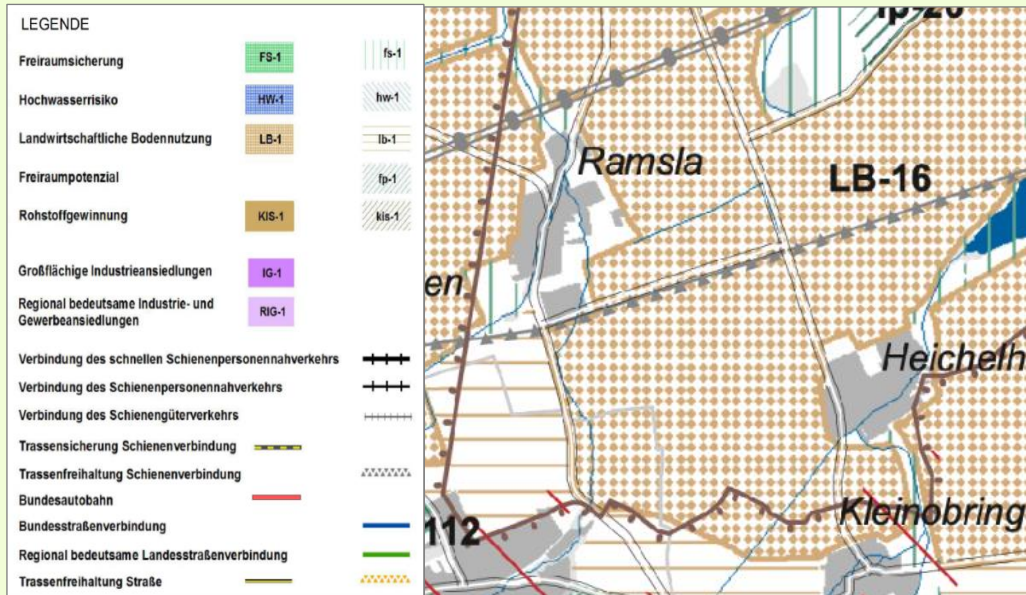 LEGENDE
Freiraumsicherung FS-1 fs-1
Hochwasserrisiko HW-1 hw-1
Landwirtschaftliche Bodennutzung LB-1 lb-1
Freiraumpotenzial fp-1
Rohstoffgewinnung KIS-1 kis-1
Großflächige Industrieansiedlungen IG-1
Regional bedeutsame Industrie- und
Gewerbeansiedlungen RIG-1
Verbindung des schnellen Schienenpersonennahverkehrs
Verbindung des Schienenpersonennahverkehrs
Verbindung des Schienengüterverkehrs
Trassensicherung Schienenverbindung
Trassenfreihaltung Schienenverbindung
Bundesautobahn
Bundesstraßenverbindung
Regional bedeutsame Landesstraßenverbindung
Trassenfreihaltung Straße
Ramsla
LB-16
en
Heichelh
Kleinobring
112